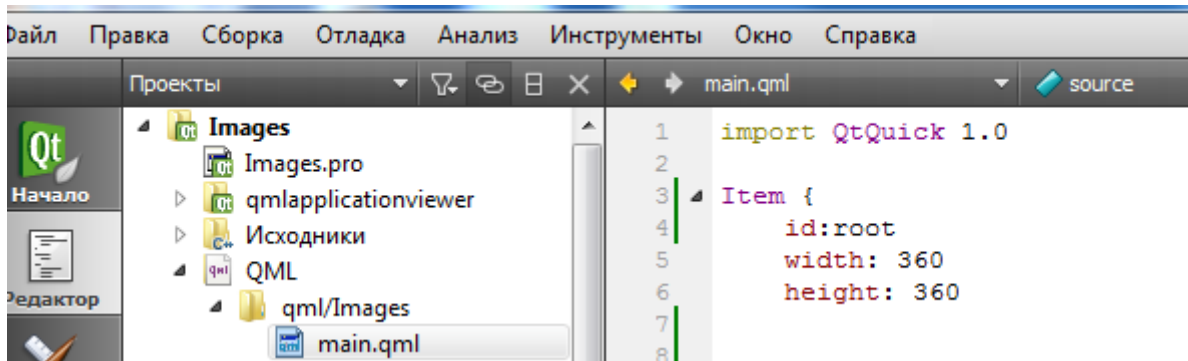 Файл Правка Сборка Отладка Анализ Инструменты Окно Справка
Проекты
main.qml
source
Qt
Начало
Редактор
Images
Images.pro
qmlapplicationviewer
Исходники
QML
qml/Images
main.qml
1 import QtQuick 1.0
2
3 Item {
4 id:root
5 width: 360
6 height: 360
7
8